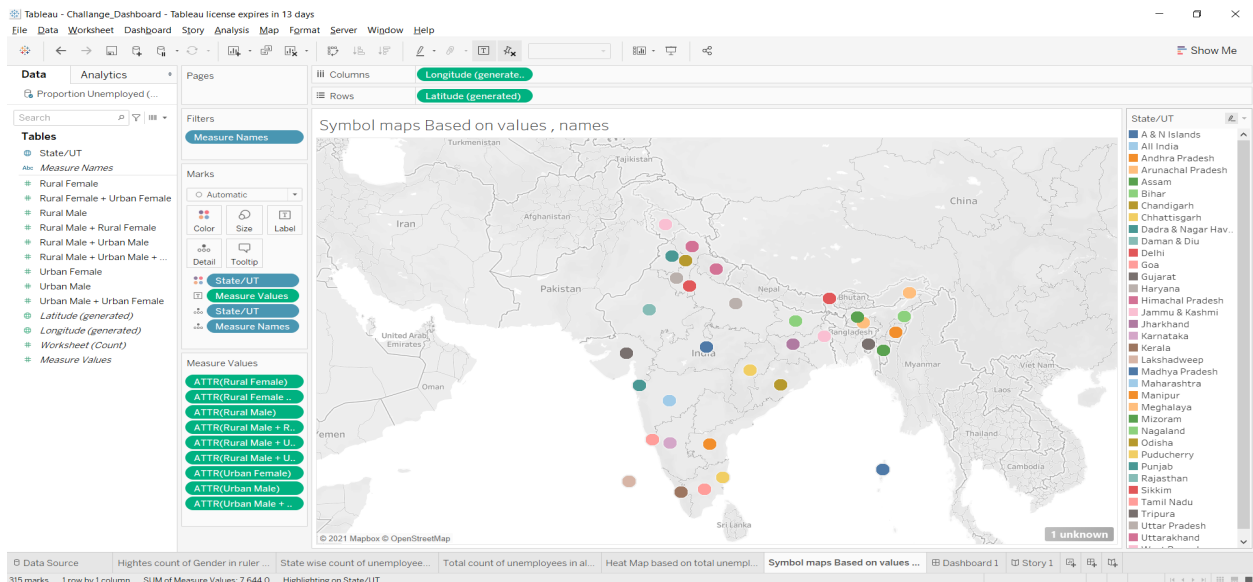 Tableau - Challange_Dashboard - Tableau license expires in 13 days
File Data Worksheet Dashboard Story Analysis Map Format Server Window Help
Show Me
Data Analytics
Proportion Unemployed (...
Search
Tables
State/UT
Abc Measure Names
Rural Female
Rural Female + Urban Female
Rural Male
Rural Male + Rural Female
Rural Male + Urban Male
Rural Male + Urban Male + ...
Urban Female
Urban Male
Urban Male + Urban Female
Latitude (generated)
Longitude (generated)
Worksheet (Count)
Measure Values
Pages
Filters
Measure Names
Marks
Automatic
Color Size Label
Detail Tooltip
State/UT
Measure Values
State/UT
Measure Names
Measure Values
ATTR(Rural Female)
ATTR(Rural Female ..
ATTR(Rural Male)
ATTR(Rural Male + R..
ATTR(Rural Male + U..
ATTR(Rural Male + U..
ATTR(Urban Female)
ATTR(Urban Male)
ATTR(Urban Male + ..
Columns Longitude (generate..
Rows Latitude (generated)
Symbol maps Based on values , names
Turkmenistan
Tajikistan
China
Afghanistan
Iran
Pakistan
Nepal
Bhutan
United Arab
Emirates
Bangladesh
India
Myanmar
Viet Nam
Oman
Laos
Yemen
Thailand
Cambodia
Sri Lanka
1 unknown
© 2021 Mapbox © OpenStreetMap
State/UT
A & N Islands
All India
Andhra Pradesh
Arunachal Pradesh
Assam
Bihar
Chandigarh
Chhattisgarh
Dadra & Nagar Hav..
Daman & Diu
Delhi
Goa
Gujarat
Haryana
Himachal Pradesh
Jammu & Kashmi
Jharkhand
Karnataka
Kerala
Lakshadweep
Madhya Pradesh
Maharashtra
Manipur
Meghalaya
Mizoram
Nagaland
Odisha
Puducherry
Punjab
Rajasthan
Sikkim
Tamil Nadu
Tripura
Uttar Pradesh
Uttarakhand
Data Source Hightes count of Gender in ruler ... State wise count of unemployee... Total count of unemployees in al... Heat Map based on total unempl... Symbol maps Based on values ... Dashboard 1 Story 1
315 marks 1 row by 1 column SUM of Measure Values: 7,644.0 Highlighting on State/UT